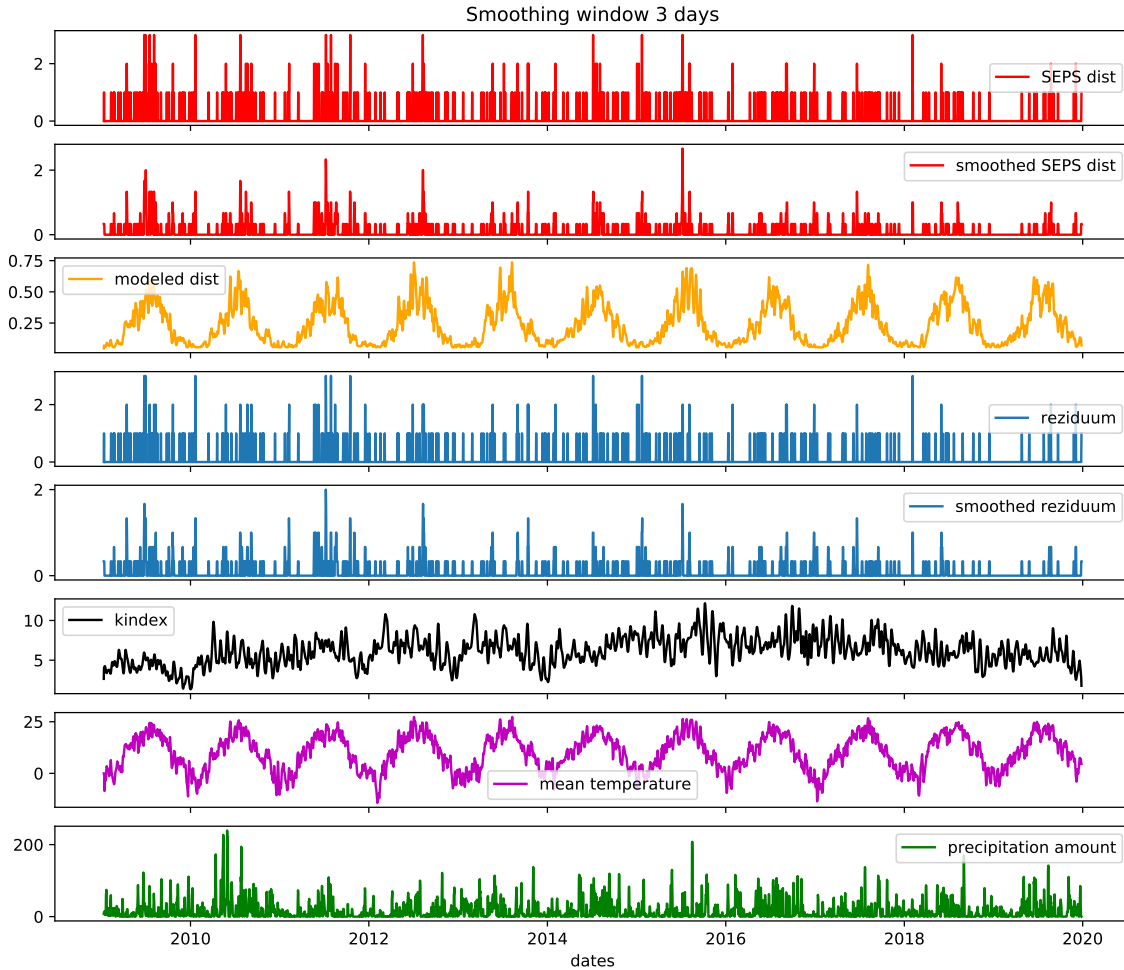 Smoothing window 3 days
2
0
SEPS dist
2
0
smoothed SEPS dist
0.75
0.50
0.25
modeled dist
2
0
reziduum
2
0
smoothed reziduum
10
5
kindex
25
0
mean temperature
200
0
precipitation amount
2010 2012 2014 2016 2018 2020
dates